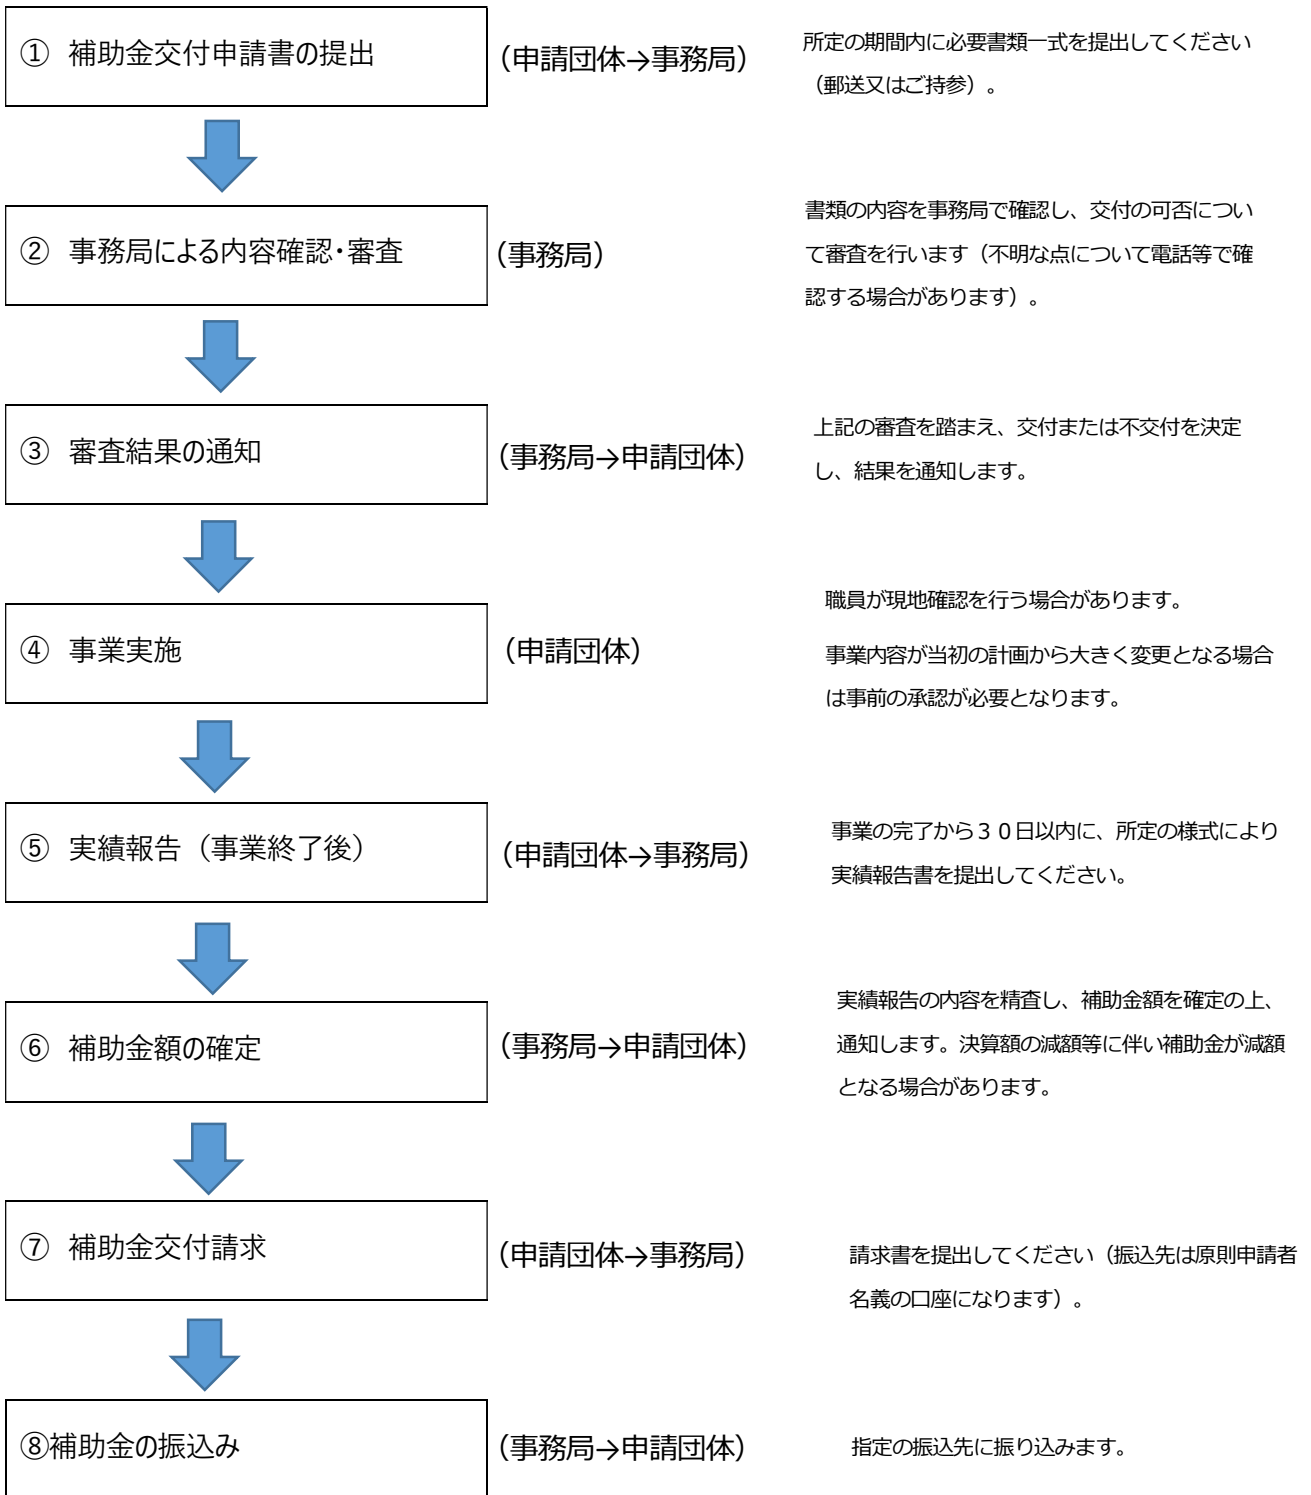 ① 補助金交付申請書の提出
（申請団体→事務局）
所定の期間内に必要書類一式を提出してください
（郵送又はご持参）。
② 事務局による内容確認・審査
（事務局）
書類の内容を事務局で確認し、交付の可否につい
て審査を行います（不明な点について電話等で確
認する場合があります）。
③ 審査結果の通知
（事務局→申請団体）
上記の審査を踏まえ、交付または不交付を決定
し、結果を通知します。
④ 事業実施
（申請団体）
職員が現地確認を行う場合があります。
事業内容が当初の計画から大きく変更となる場合
は事前の承認が必要となります。
⑤ 実績報告（事業終了後）
（申請団体→事務局）
事業の完了から３０日以内に、所定の様式により
実績報告書を提出してください。
⑥ 補助金額の確定
（事務局→申請団体）
実績報告の内容を精査し、補助金額を確定の上、
通知します。決算額の減額等に伴い補助金が減額
となる場合があります。
⑦ 補助金交付請求
（申請団体→事務局）
請求書を提出してください（振込先は原則申請者
名義の口座になります）。
⑧補助金の振込み
（事務局→申請団体）
指定の振込先に振り込みます。